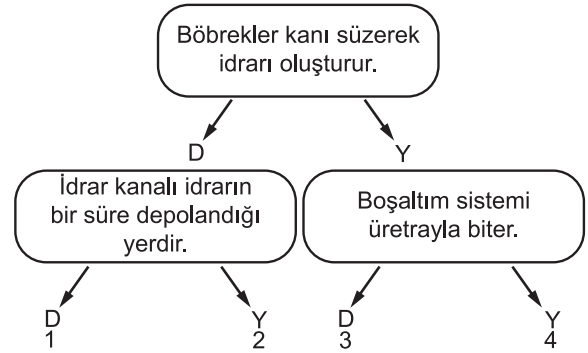 Böbrekler kanı süzerek
idrarı oluşturur.
D Y
İdrar kanalı idrarın
bir süre depolandığı
yerdir.
Boşaltım sistemi
üretrayla biter.
D Y D Y
1 2 3 4